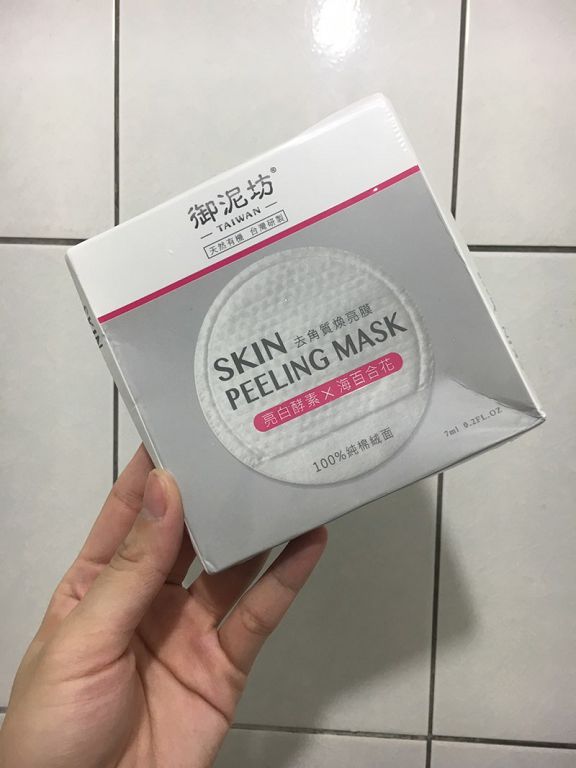 御泥坊®
— TAIWAN —
天然有機 台灣研製
SKIN 去角質煥亮膜
PEELING MASK
亮白酵素 × 海百合花
100%純棉絨面
7ml 0.2FL.OZ